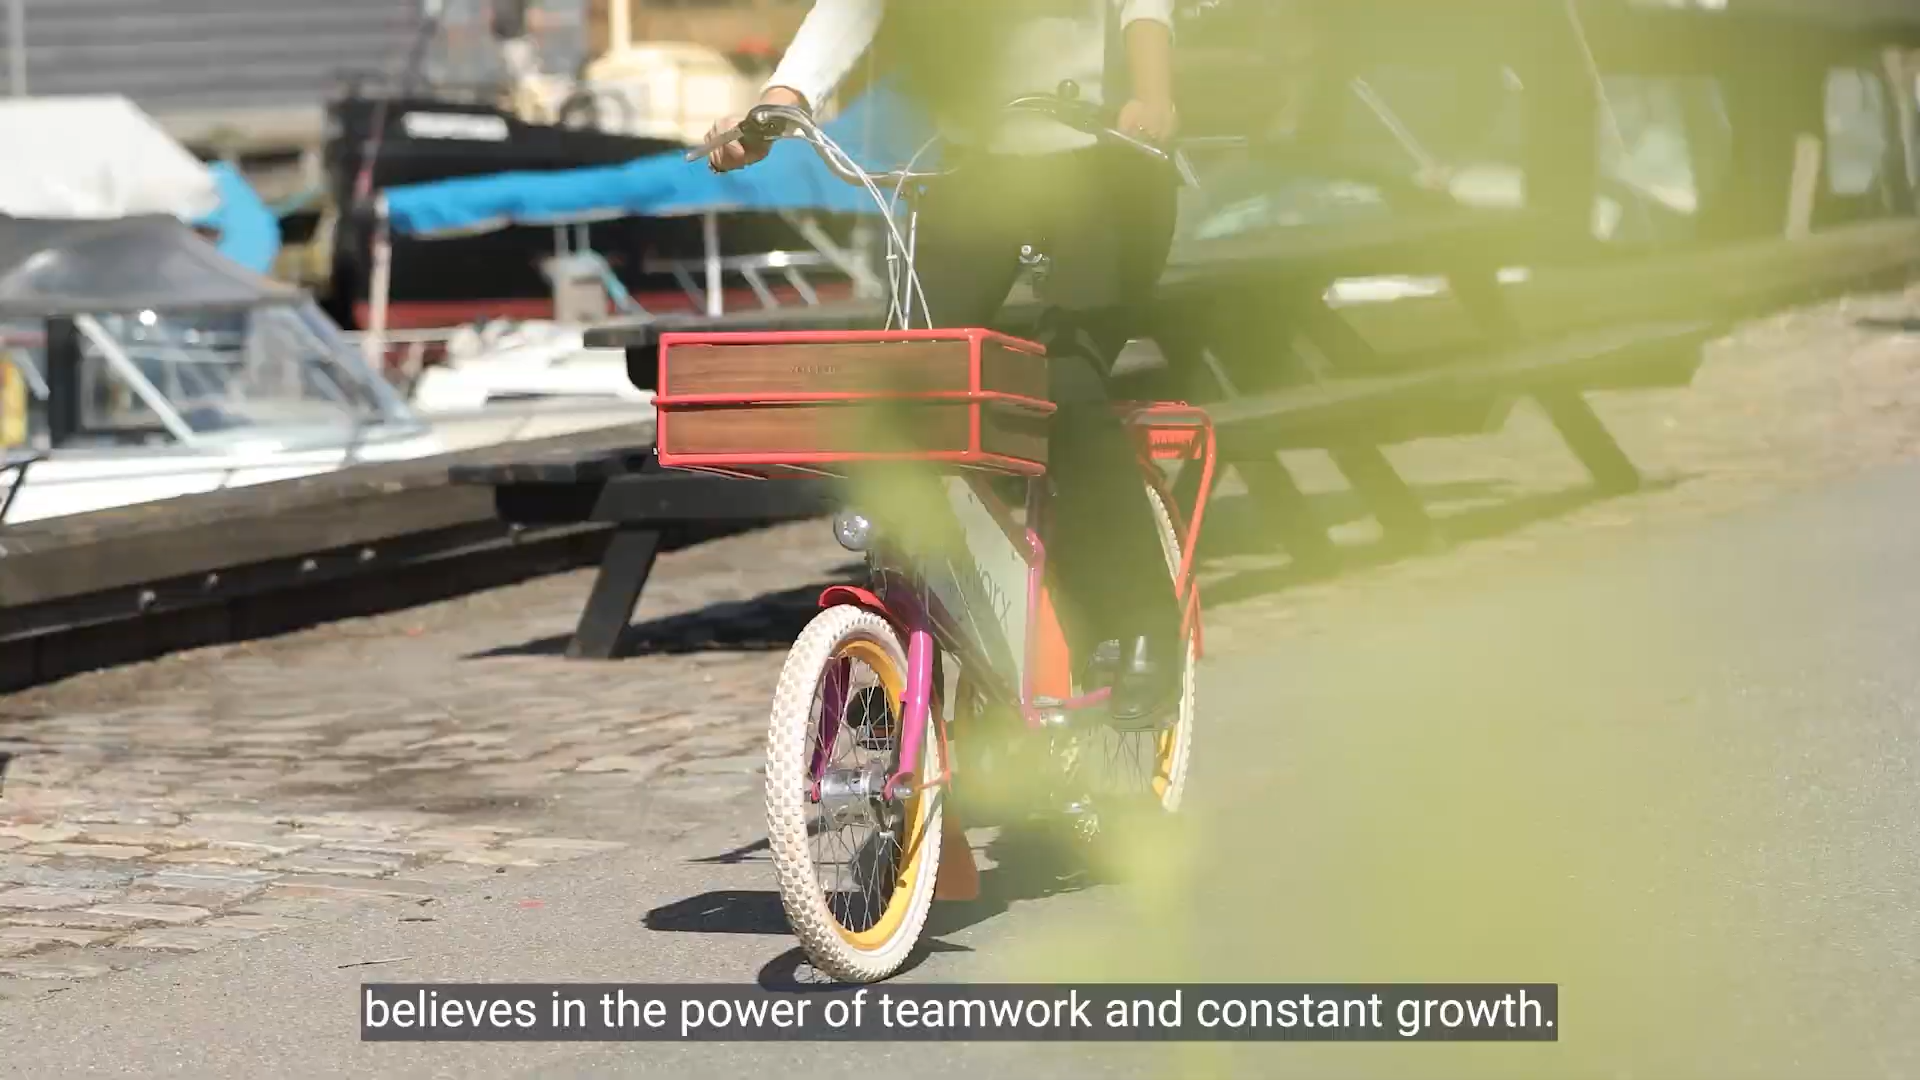 believes in the power of teamwork and constant growth.